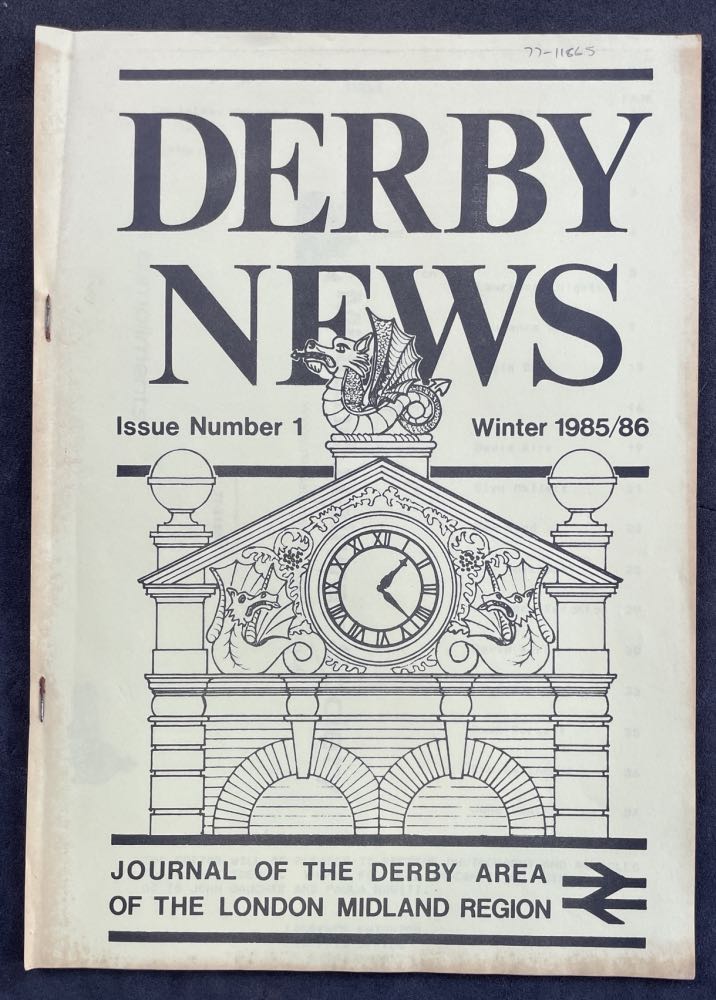 77-11865
DERBY
NEWS
Issue Number 1 Winter 1985/86
JOURNAL OF THE DERBY AREA
OF THE LONDON MIDLAND REGION